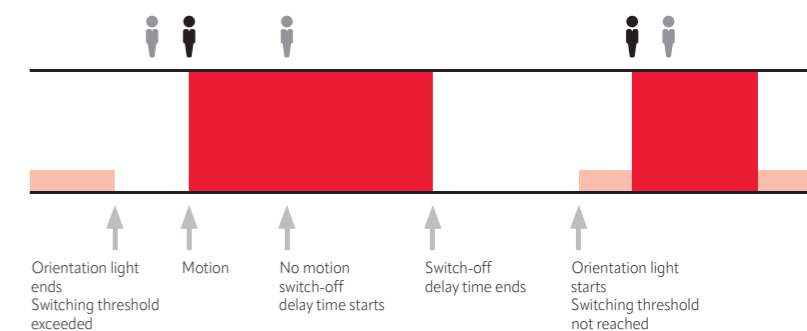 Orientation light
ends
Switching threshold
exceeded
Motion
No motion
switch-off
delay time starts
Switch-off
delay time ends
Orientation light
starts
Switching threshold
not reached